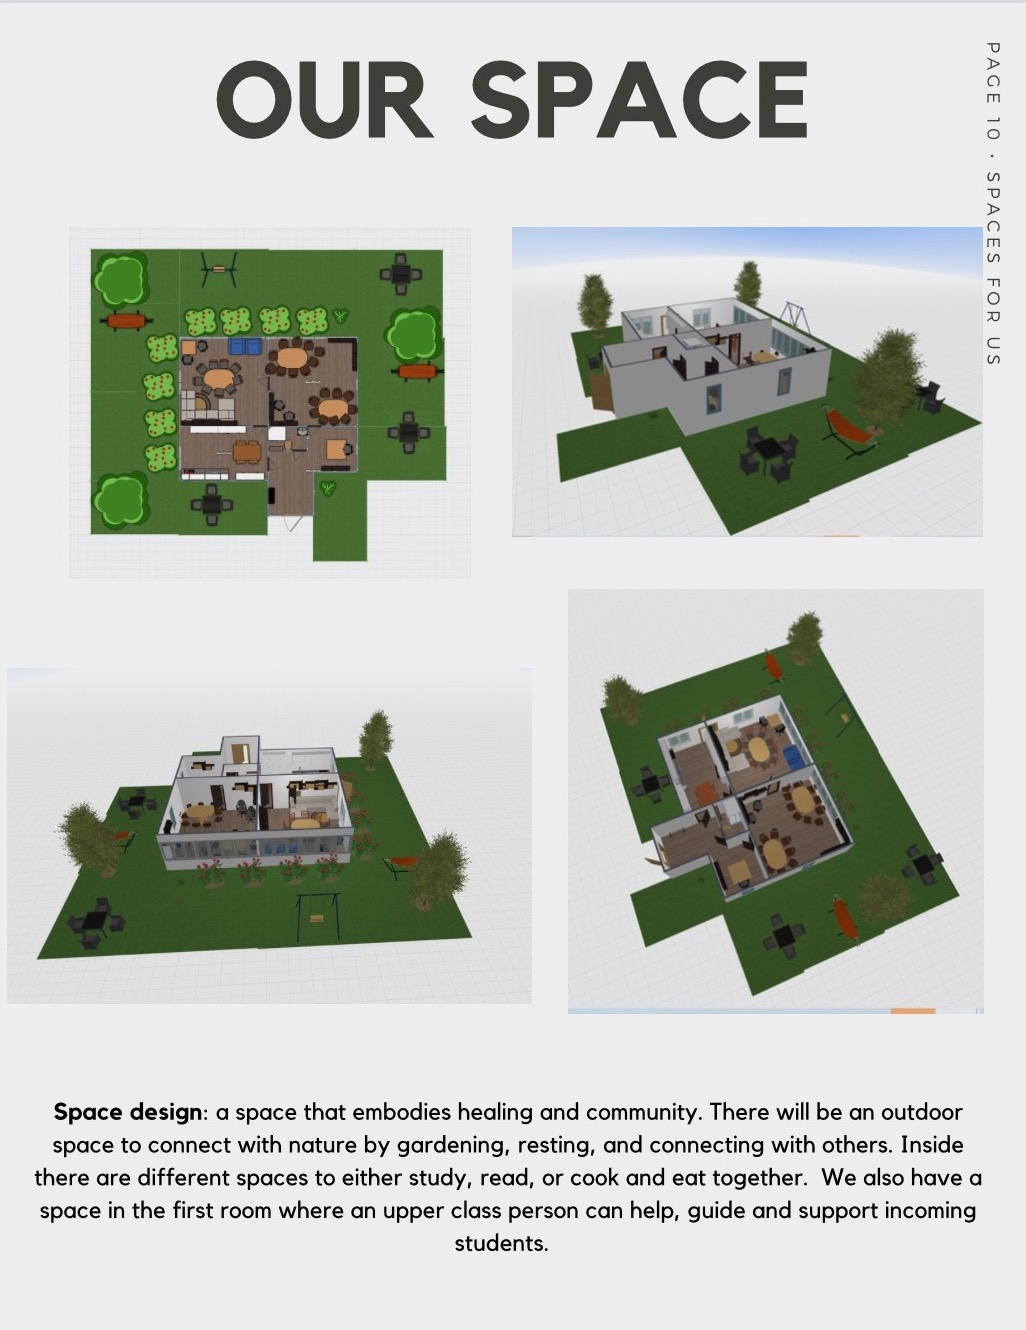 OUR SPACE
PAGE 10 • SPACES FOR US
Space design: a space that embodies healing and community. There will be an outdoor
space to connect with nature by gardening, resting, and connecting with others. Inside
there are different spaces to either study, read, or cook and eat together.  We also have a
space in the first room where an upper class person can help, guide and support incoming
students.